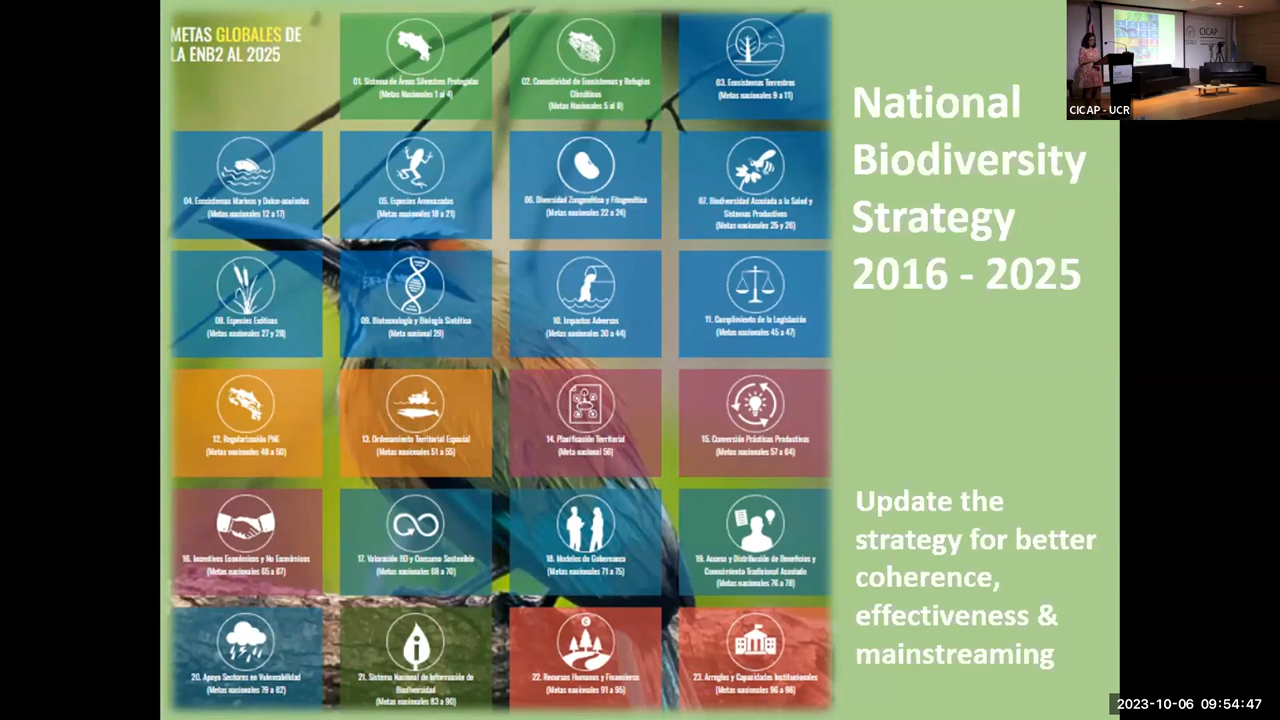 METAS GLOBALES DE
LA ENB2 AL 2025
01. Sistema de Áreas Silvestres Protegidas
(Metas Nacionales 1 al 4)
02. Conectividad de Ecosistemas y Refugios
Climáticos
(Metas Nacionales 5 al 8)
03. Ecosistemas Terrestres
(Metas nacionales 9 a 11)
04. Ecosistemas Marinos y Dulce-acuícolas
(Metas nacionales 12 a 17)
05. Especies Amenazadas
(Metas nacionales 18 a 21)
06. Diversidad Zoogenética y Fitogenética
(Metas nacionales 22 a 24)
07. Biodiversidad Asociada a la Salud y
Sistemas Productivos
(Metas nacionales 25 y 26)
08. Especies Exóticas
(Metas nacionales 27 y 28)
09. Biotecnología y Biología Sintética
(Meta nacional 29)
10. Impactos Adversos
(Metas nacionales 30 a 44)
11. Cumplimiento de la Legislación
(Metas nacionales 45 a 47)
12. Regularización PNE
(Metas nacionales 48 a 50)
13. Ordenamiento Territorial Espacial
(Metas nacionales 51 a 55)
14. Planificación Territorial
(Meta nacional 56)
15. Conversión Prácticas Productivas
(Metas nacionales 57 a 64)
16. Incentivos Económicos y No Económicos
(Metas nacionales 65 a 67)
17. Valoración BD y Consumo Sostenible
(Metas nacionales 68 a 70)
18. Modelos de Gobernanza
(Metas nacionales 71 a 75)
19. Acceso y Distribución de Beneficios y
Conocimiento Tradicional Asociado
(Metas nacionales 76 a 78)
20. Apoyo Sectores en Vulnerabilidad
(Metas nacionales 79 a 82)
21. Sistema Nacional de Información de
Biodiversidad
(Metas nacionales 83 a 90)
22. Recursos Humanos y Financieros
(Metas nacionales 91 a 95)
23. Arreglos y Capacidades Institucionales
(Metas nacionales 96 a 98)
National
Biodiversity
Strategy
2016 - 2025
Update the
strategy for better
coherence,
effectiveness &
mainstreaming
CICAP
CICAP - UCR
2023-10-06 09:54:47